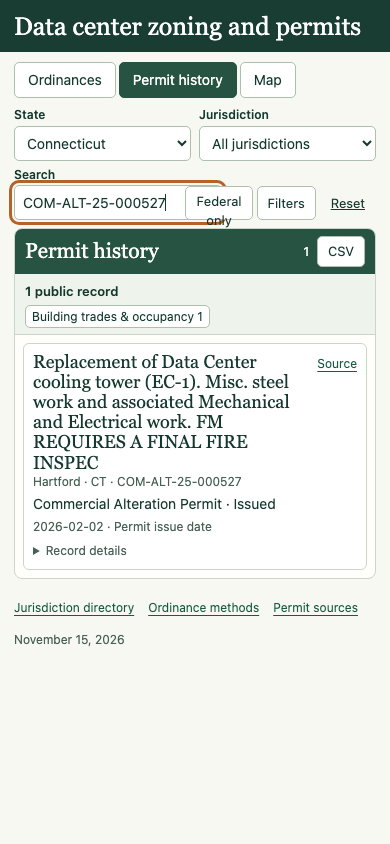 Data center zoning and permits
Ordinances Permit history Map
State Jurisdiction
Connecticut All jurisdictions
Search
COM-ALT-25-000527 Federal only Filters Reset
Permit history 1 CSV
1 public record
Building trades & occupancy 1
Replacement of Data Center Source
cooling tower (EC-1). Misc. steel
work and associated Mechanical
and Electrical work. FM
REQUIRES A FINAL FIRE
INSPEC
Hartford · CT · COM-ALT-25-000527
Commercial Alteration Permit · Issued
2026-02-02 · Permit issue date
Record details
Jurisdiction directory Ordinance methods Permit sources
November 15, 2026